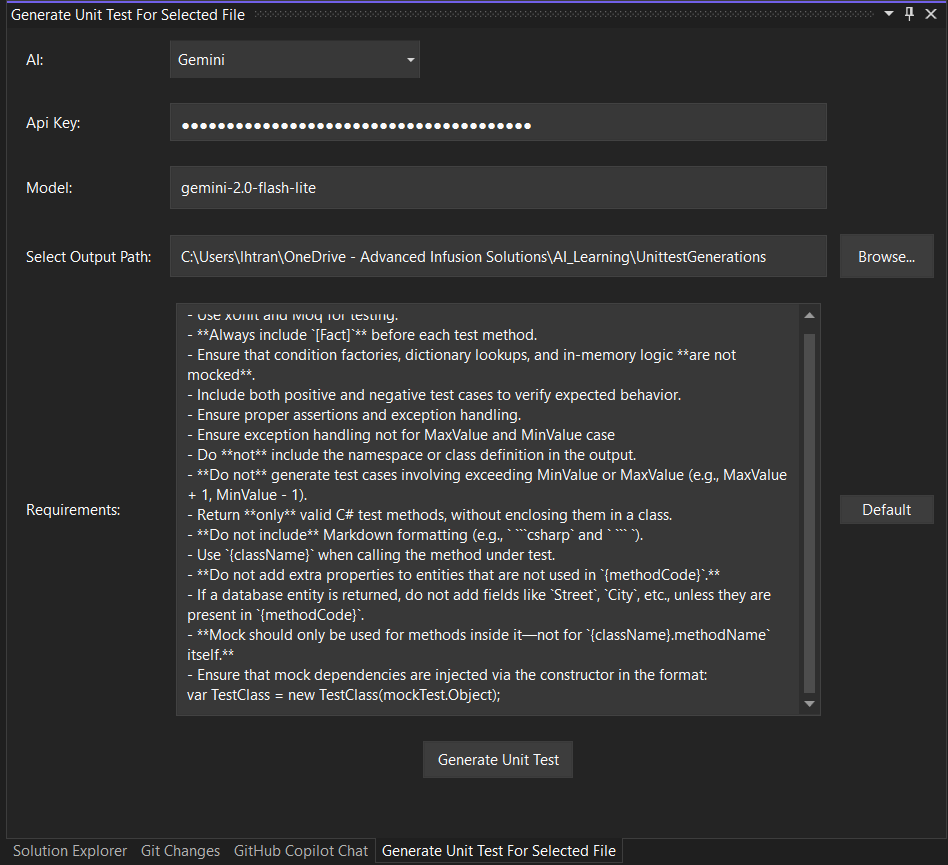 Generate Unit Test For Selected File
AI:
Gemini
Api Key:
●●●●●●●●●●●●●●●●●●●●●●●●●●●●●●●●●●●●●●●
Model:
gemini-2.0-flash-lite
Select Output Path:
C:\Users\lhtran\OneDrive - Advanced Infusion Solutions\AI_Learning\UnittestGenerations
Browse...
Requirements:
- Use xUnit and Moq for testing.
- **Always include `[Fact]`** before each test method.
- Ensure that condition factories, dictionary lookups, and in-memory logic **are not
mocked**.
- Include both positive and negative test cases to verify expected behavior.
- Ensure proper assertions and exception handling.
- Ensure exception handling not for MaxValue and MinValue case
- Do **not** include the namespace or class definition in the output.
- **Do not** generate test cases involving exceeding MinValue or MaxValue (e.g., MaxValue
+ 1, MinValue - 1).
- Return **only** valid C# test methods, without enclosing them in a class.
- **Do not include** Markdown formatting (e.g., ` ```csharp` and ` ``` `).
- Use `{className}` when calling the method under test.
- **Do not add extra properties to entities that are not used in `{methodCode}`.**
- If a database entity is returned, do not add fields like `Street`, `City`, etc., unless they are
present in `{methodCode}`.
- **Mock should only be used for methods inside it—not for `{className}.methodName`
itself.**
- Ensure that mock dependencies are injected via the constructor in the format:
var TestClass = new TestClass(mockTest.Object);
Default
Generate Unit Test
Solution Explorer
Git Changes
GitHub Copilot Chat
Generate Unit Test For Selected File